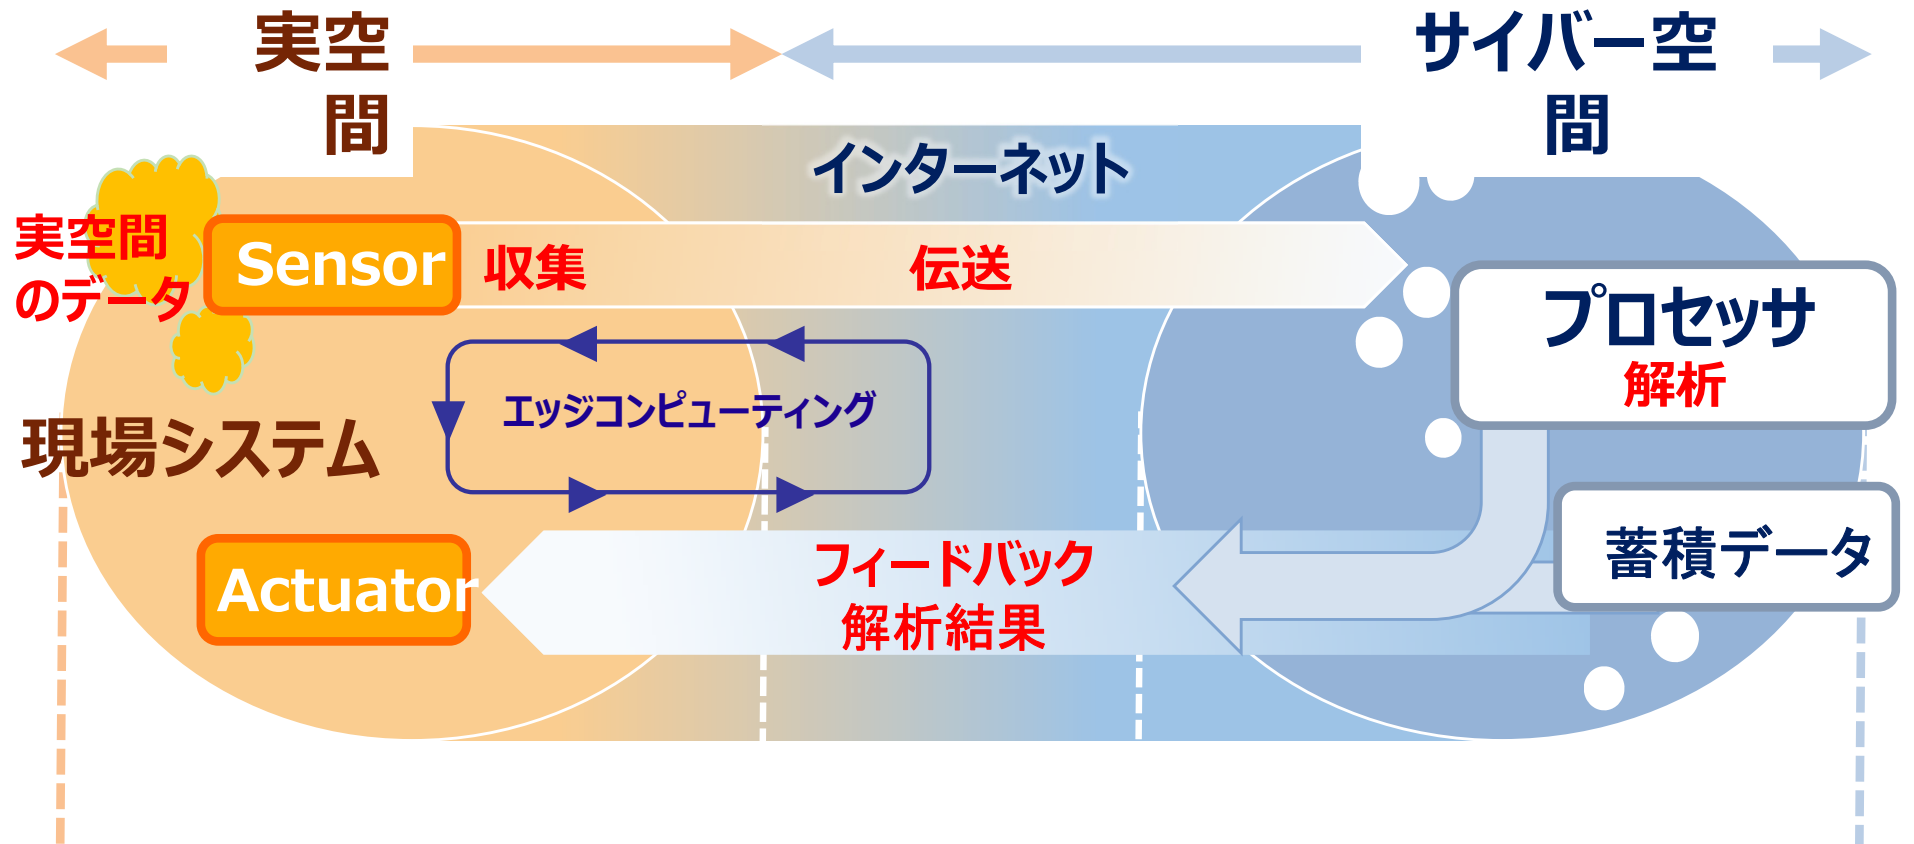 実空
間
サイバー空
間
インターネット
実空間
のデータ
Sensor
収集
伝送
プロセッサ
解析
エッジコンピューティング
現場システム
蓄積データ
Actuator
フィードバック
解析結果